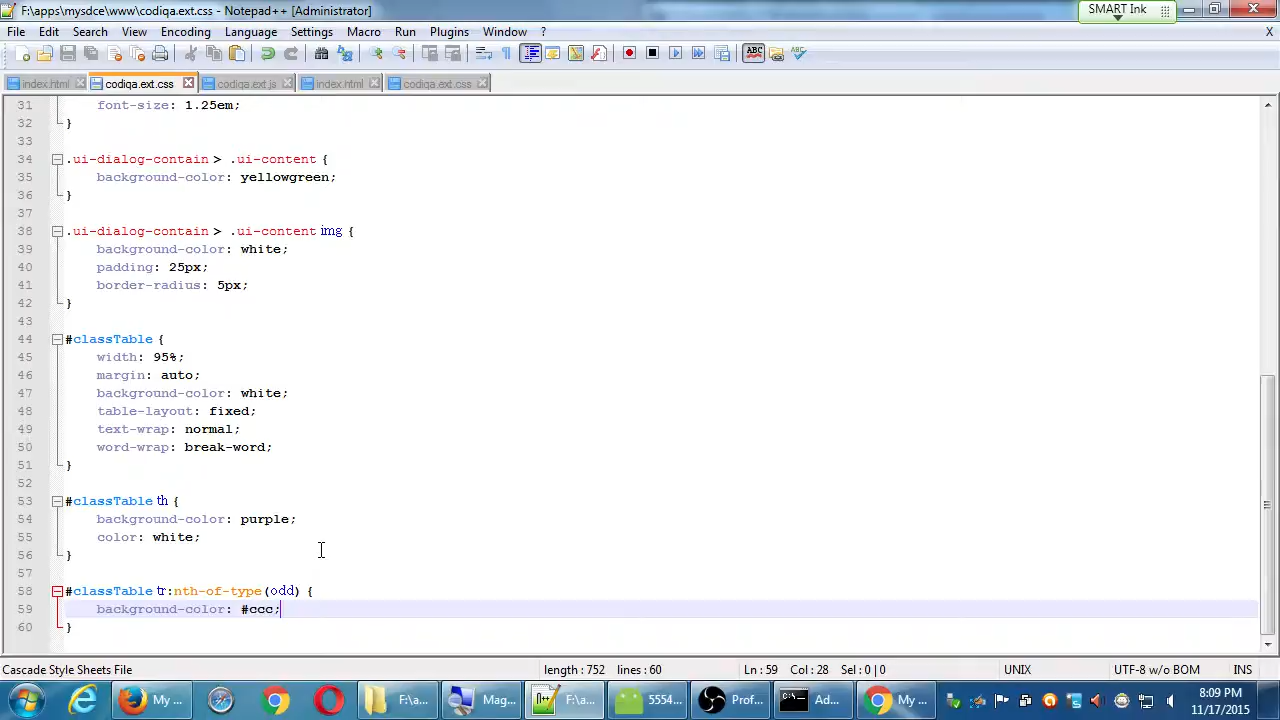 F:\apps\mysdce\www\codiqa.ext.css - Notepad++ [Administrator]
SMART Ink
File Edit Search View Encoding Language Settings Macro Run Plugins Window ? X
index.html codiqa.ext.css codiqa.ext.js index.html codiqa.ext.css
31 font-size: 1.25em;
32 }
33
34 .ui-dialog-contain > .ui-content {
35 background-color: yellowgreen;
36 }
37
38 .ui-dialog-contain > .ui-content img {
39 background-color: white;
40 padding: 25px;
41 border-radius: 5px;
42 }
43
44 #classTable {
45 width: 95%;
46 margin: auto;
47 background-color: white;
48 table-layout: fixed;
49 text-wrap: normal;
50 word-wrap: break-word;
51 }
52
53 #classTable th {
54 background-color: purple;
55 color: white;
56 }
57
58 #classTable tr:nth-of-type(odd) {
59 background-color: #ccc;
60 }
Cascade Style Sheets File length : 752 lines : 60 Ln : 59 Col : 28 Sel : 0 | 0 UNIX UTF-8 w/o BOM INS
My ... F:\a... Mag... F:\a... 5554... Prof... Ad... My ... 8:09 PM
11/17/2015